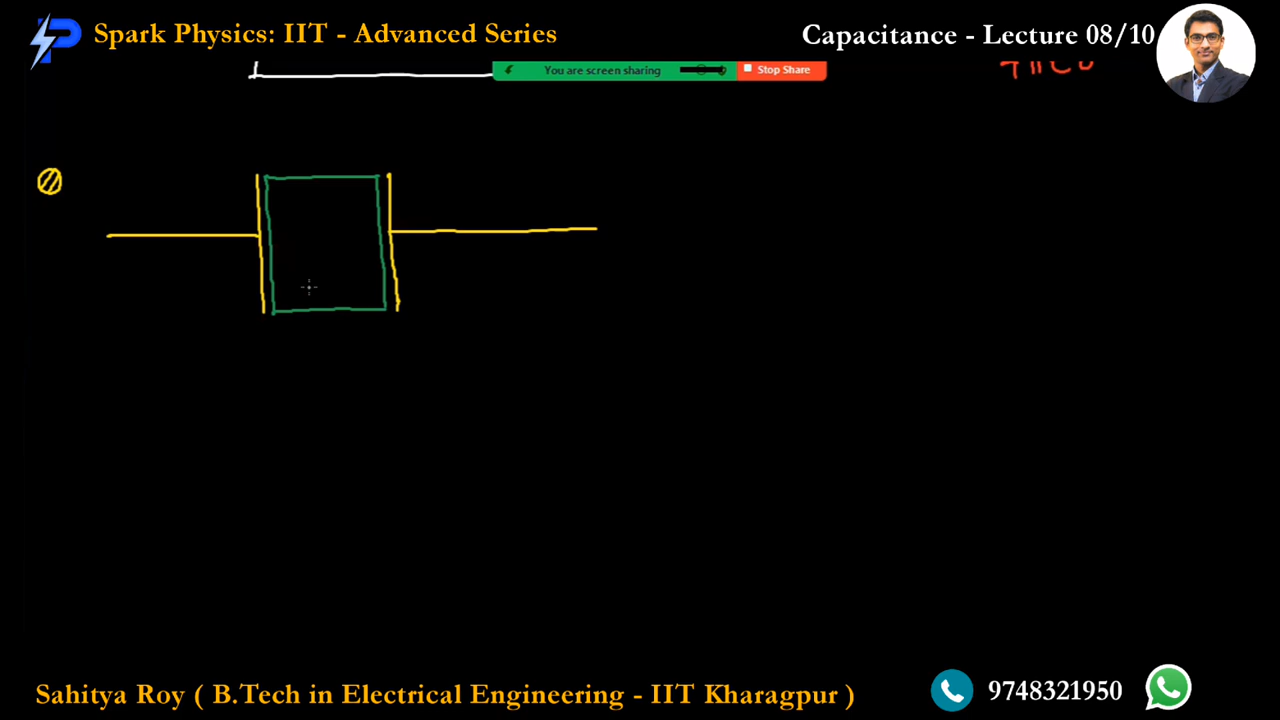 Spark Physics: IIT - Advanced Series
Capacitance - Lecture 08/10
You are screen sharing
Stop Share
Sahitya Roy ( B.Tech in Electrical Engineering - IIT Kharagpur )
9748321950